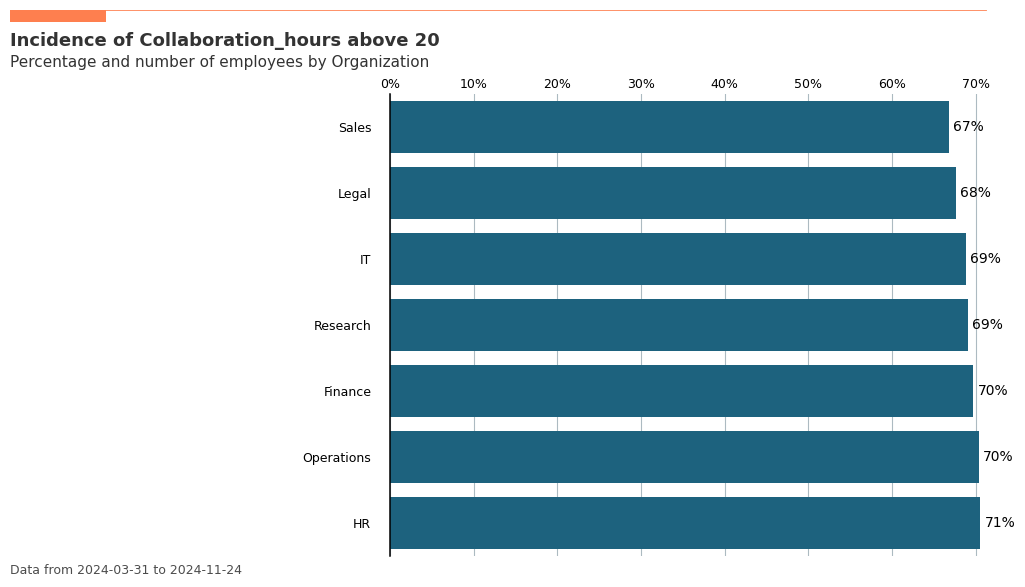 Incidence of Collaboration_hours above 20
Percentage and number of employees by Organization
0% 10% 20% 30% 40% 50% 60% 70%
Sales 67%
Legal 68%
IT 69%
Research 69%
Finance 70%
Operations 70%
HR 71%
Data from 2024-03-31 to 2024-11-24